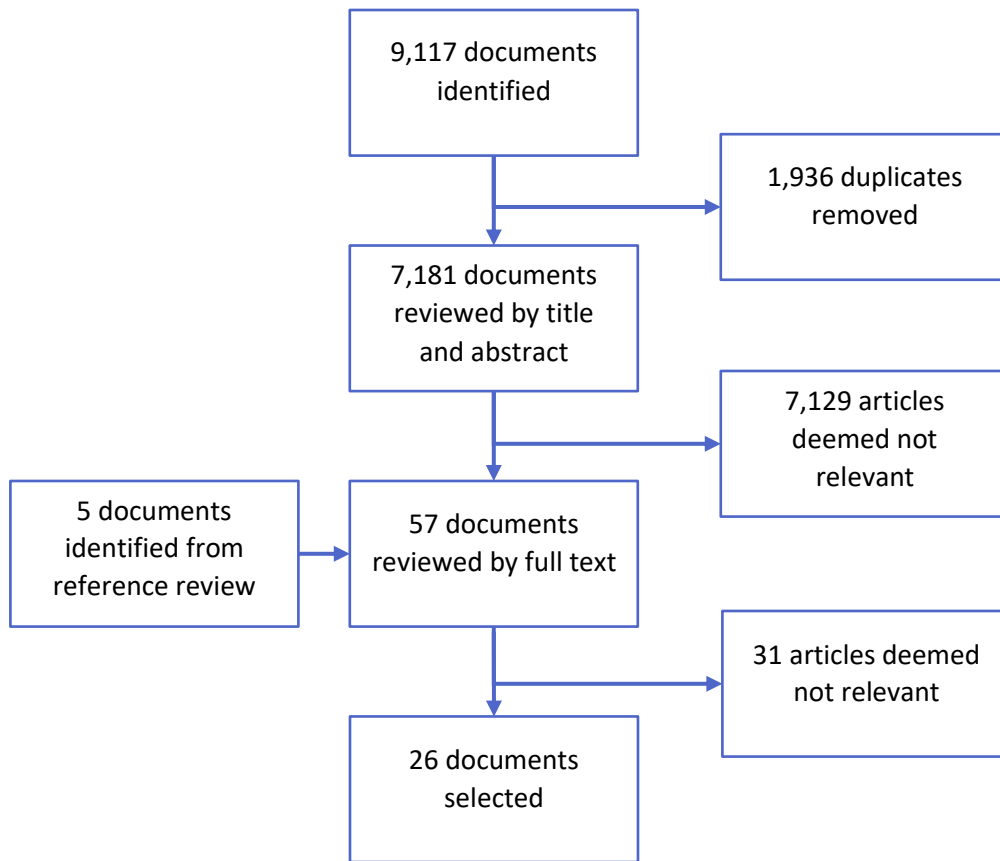 9,117 documents
identified
1,936 duplicates
removed
7,181 documents
reviewed by title
and abstract
7,129 articles
deemed not
relevant
5 documents
identified from
reference review
57 documents
reviewed by full text
31 articles deemed
not relevant
26 documents
selected